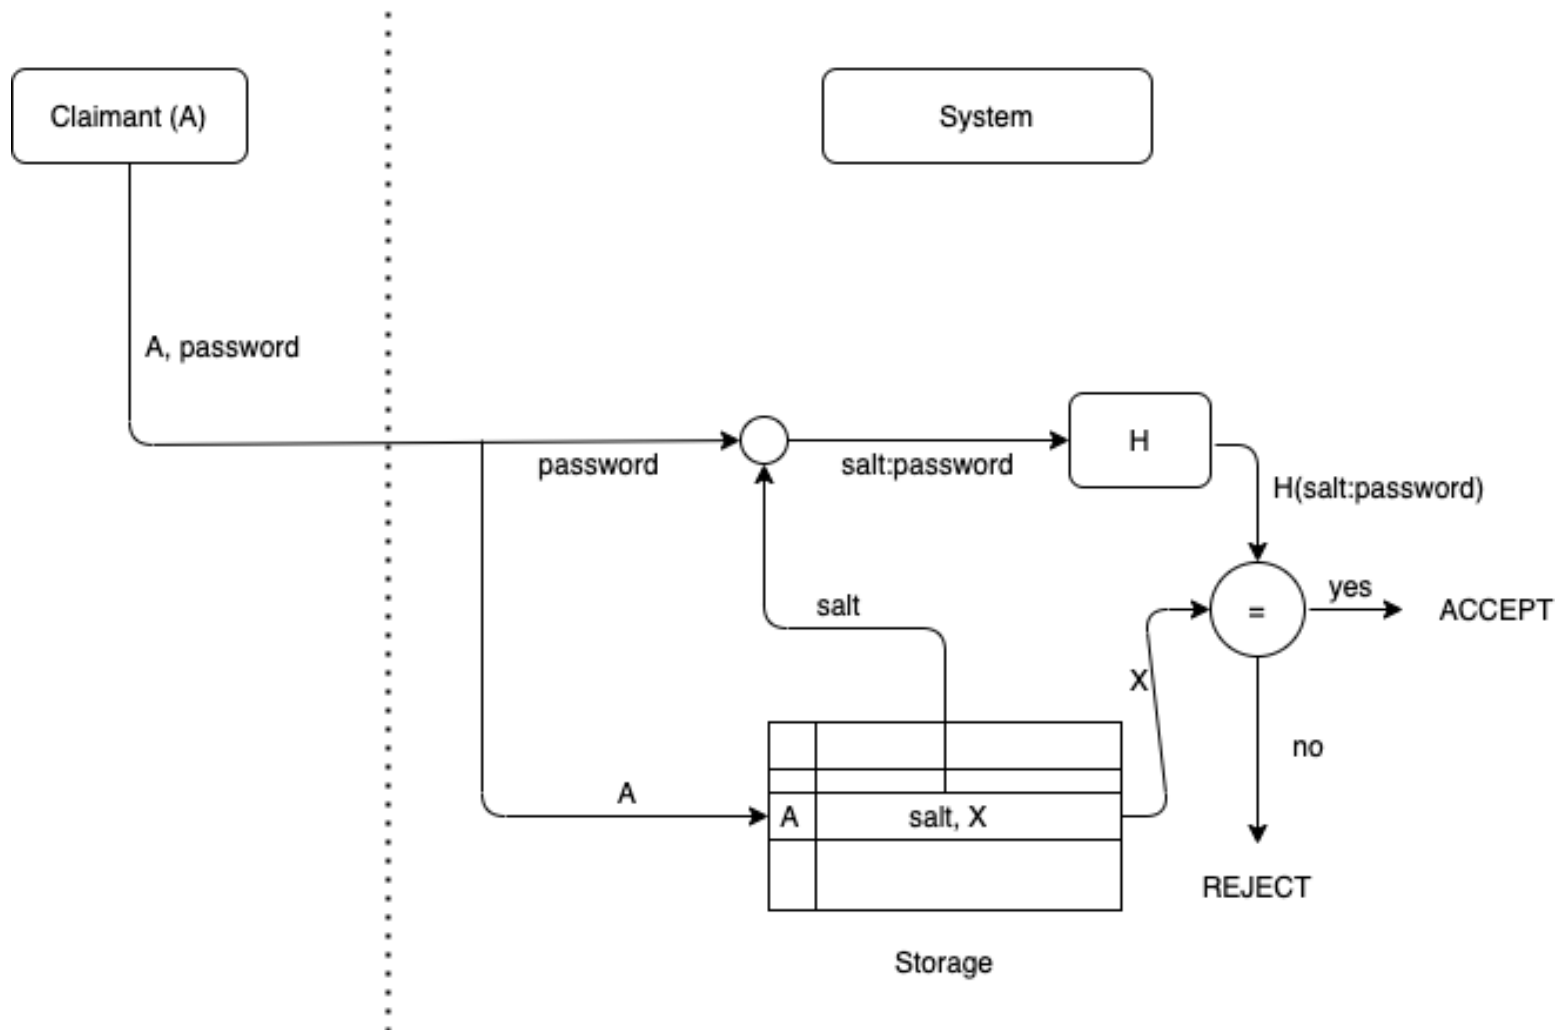 Claimant (A)
System
A, password
password
salt:password
H
H(salt:password)
salt
=
yes
ACCEPT
X
no
A
A
salt, X
REJECT
Storage